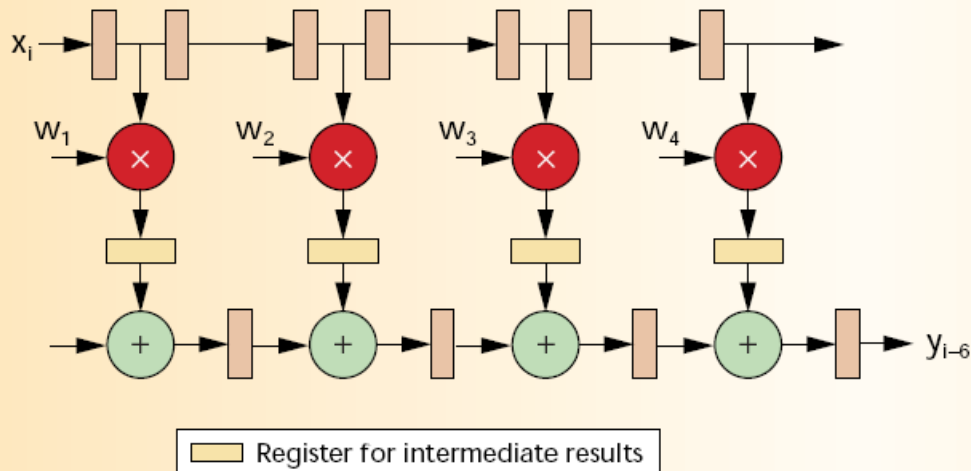 xᵢ
w₁ w₂ w₃ w₄
× × × ×
+ + + +
yᵢ₋₆
Register for intermediate results